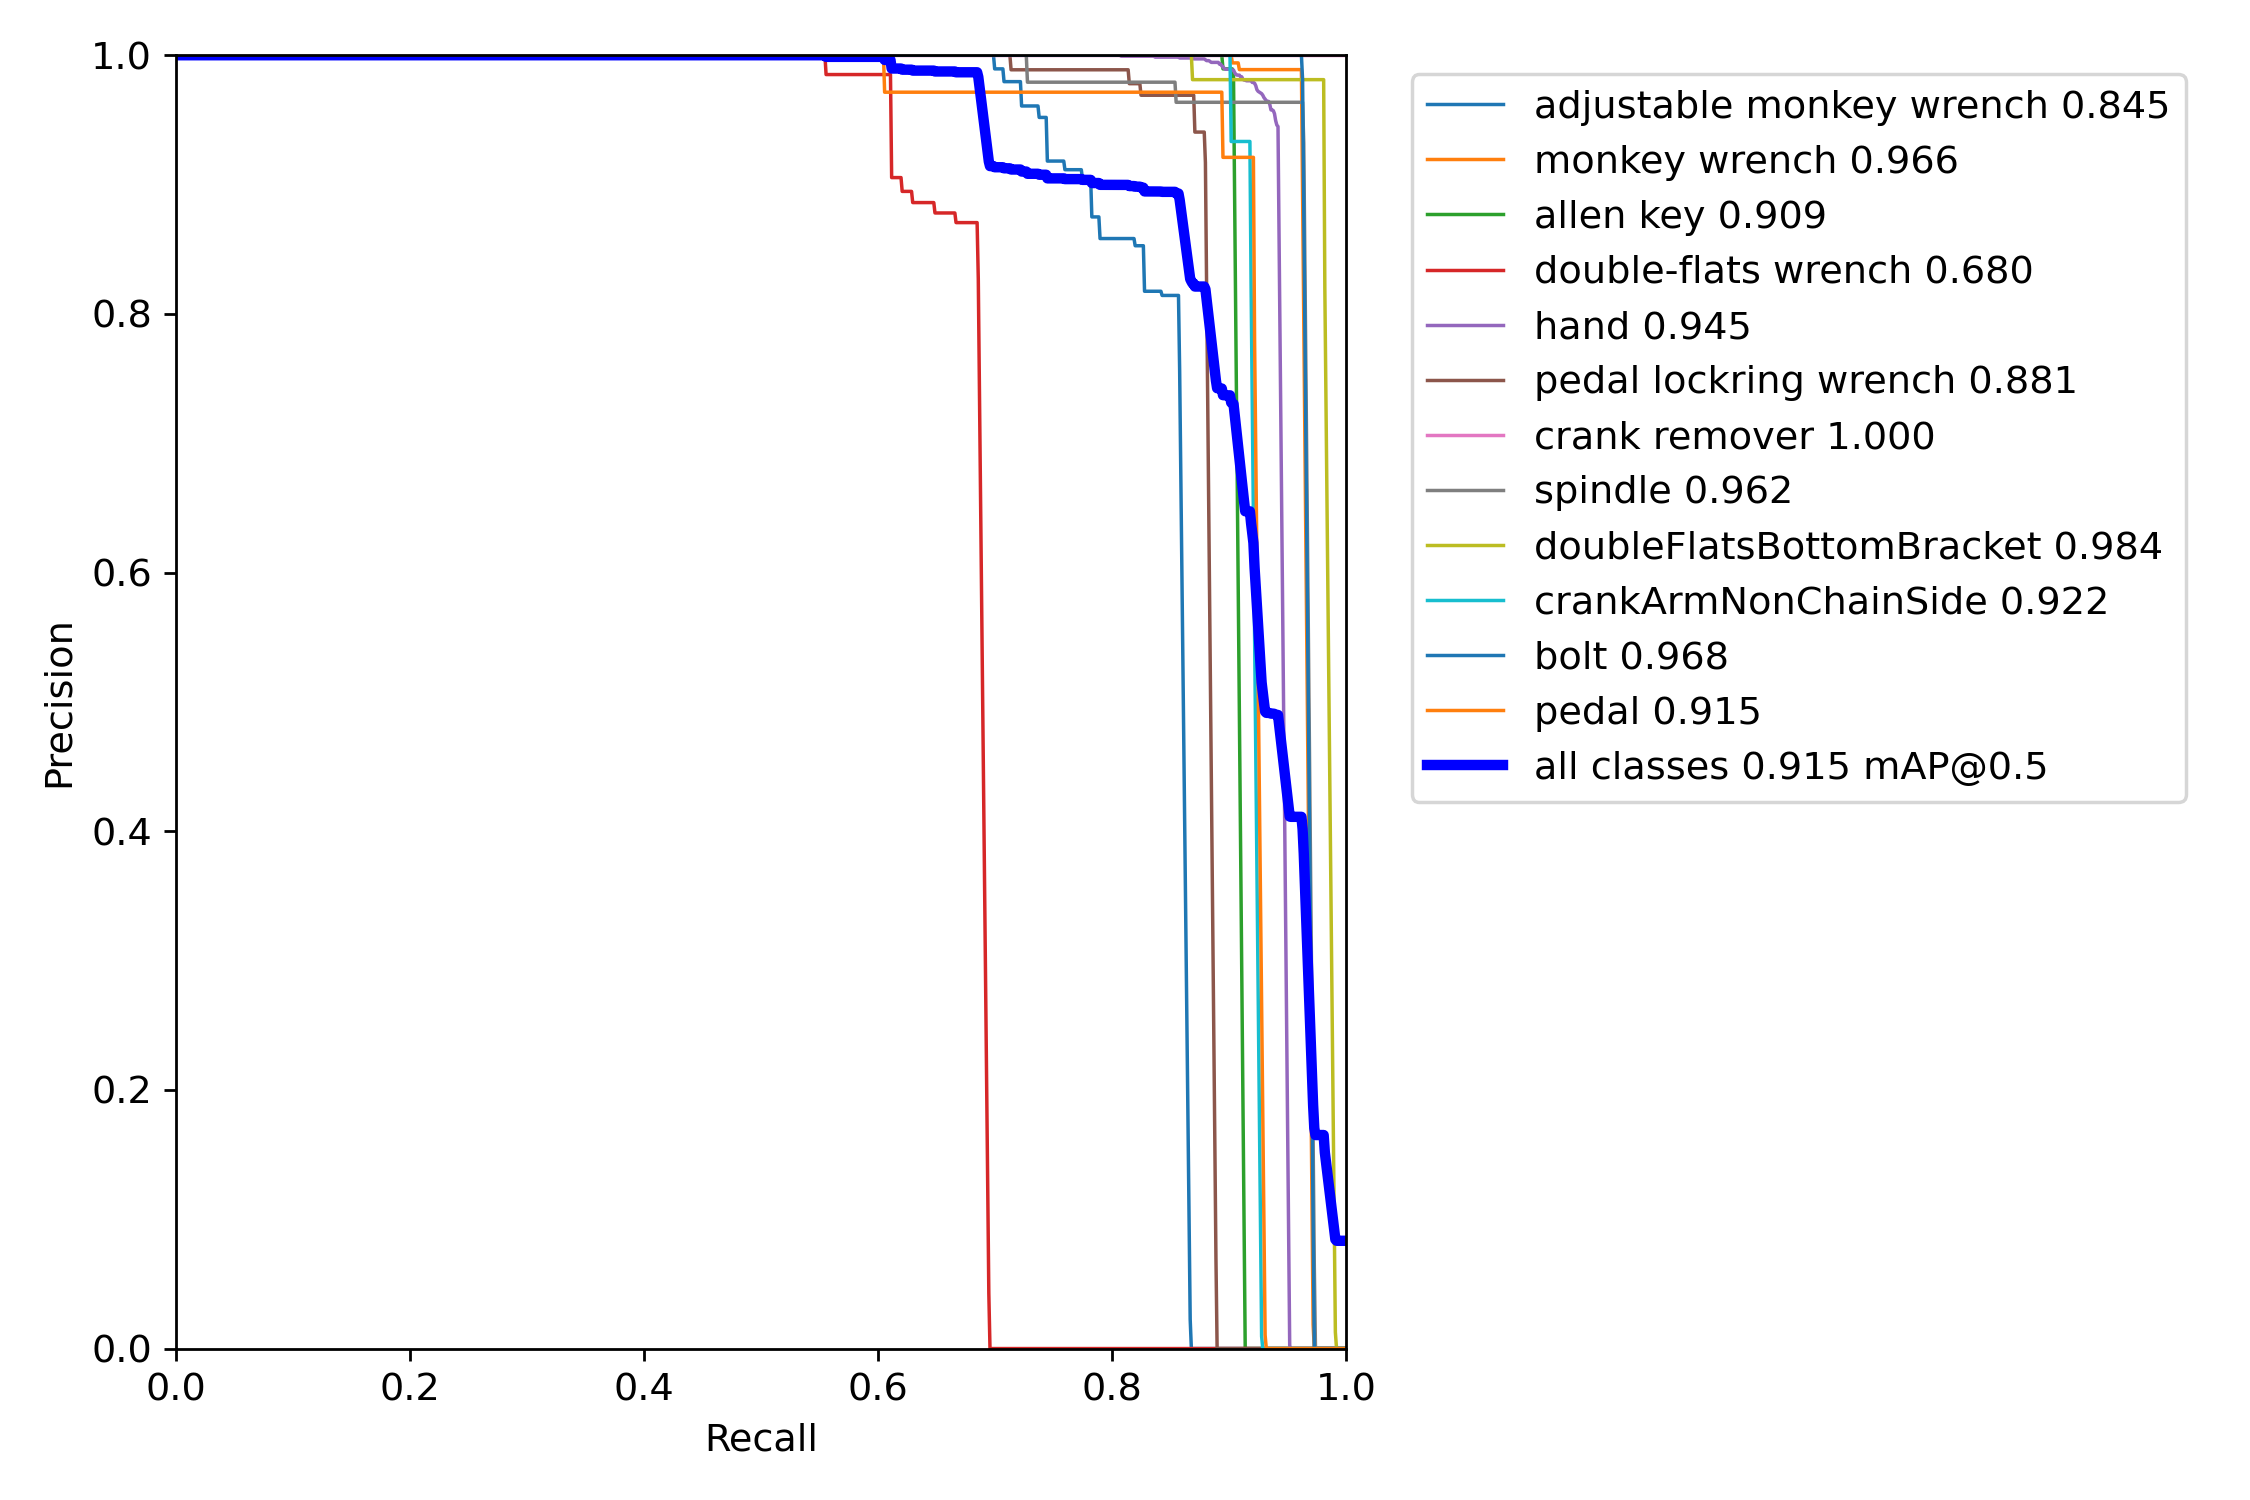 1.0
0.8
0.6
0.4
0.2
0.0
Precision
0.0 0.2 0.4 0.6 0.8 1.0
Recall
adjustable monkey wrench 0.845
monkey wrench 0.966
allen key 0.909
double-flats wrench 0.680
hand 0.945
pedal lockring wrench 0.881
crank remover 1.000
spindle 0.962
doubleFlatsBottomBracket 0.984
crankArmNonChainSide 0.922
bolt 0.968
pedal 0.915
all classes 0.915 mAP@0.5